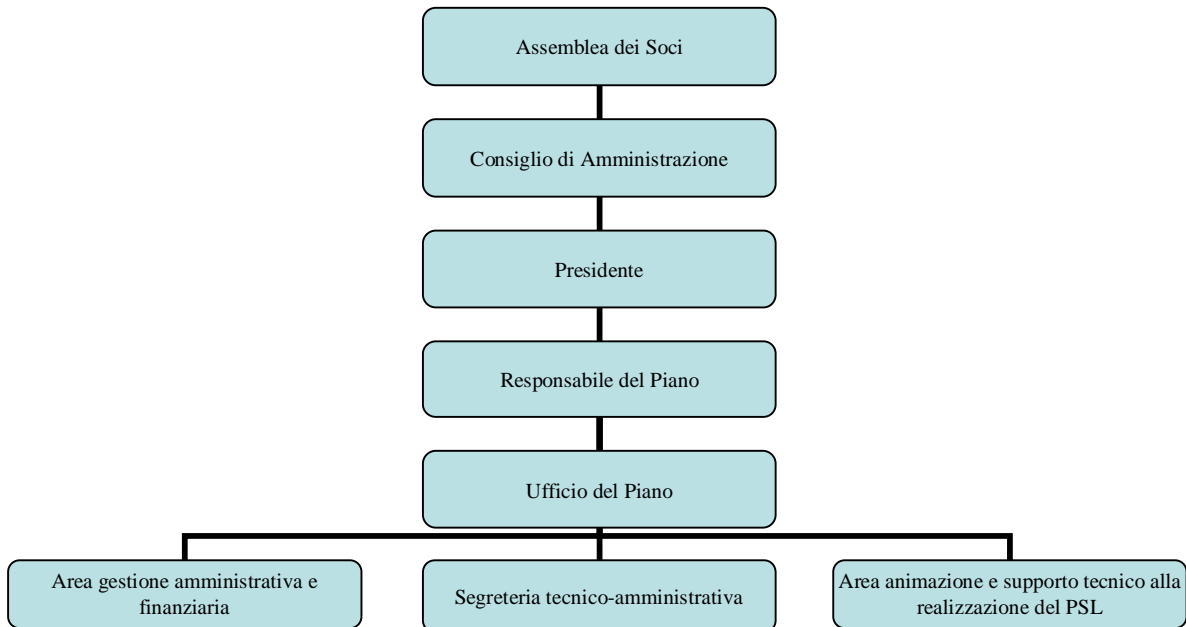 Assemblea dei Soci
Consiglio di Amministrazione
Presidente
Responsabile del Piano
Ufficio del Piano
Area gestione amministrativa e
finanziaria
Segreteria tecnico-amministrativa
Area animazione e supporto tecnico alla
realizzazione del PSL